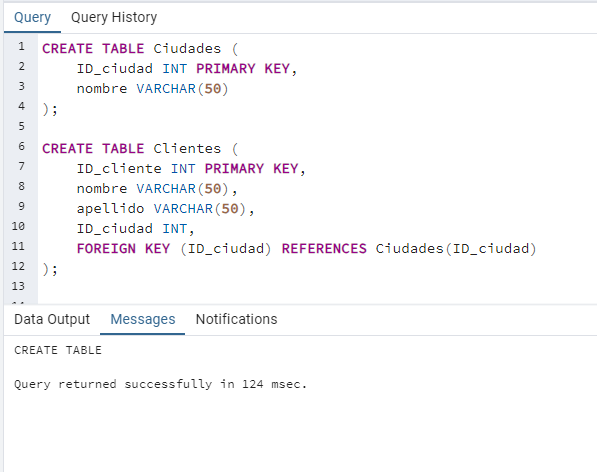 Query Query History
1 CREATE TABLE Ciudades (
2 ID_ciudad INT PRIMARY KEY,
3 nombre VARCHAR(50)
4 );
5
6 CREATE TABLE Clientes (
7 ID_cliente INT PRIMARY KEY,
8 nombre VARCHAR(50),
9 apellido VARCHAR(50),
10 ID_ciudad INT,
11 FOREIGN KEY (ID_ciudad) REFERENCES Ciudades(ID_ciudad)
12 );
13
Data Output Messages Notifications
CREATE TABLE
Query returned successfully in 124 msec.